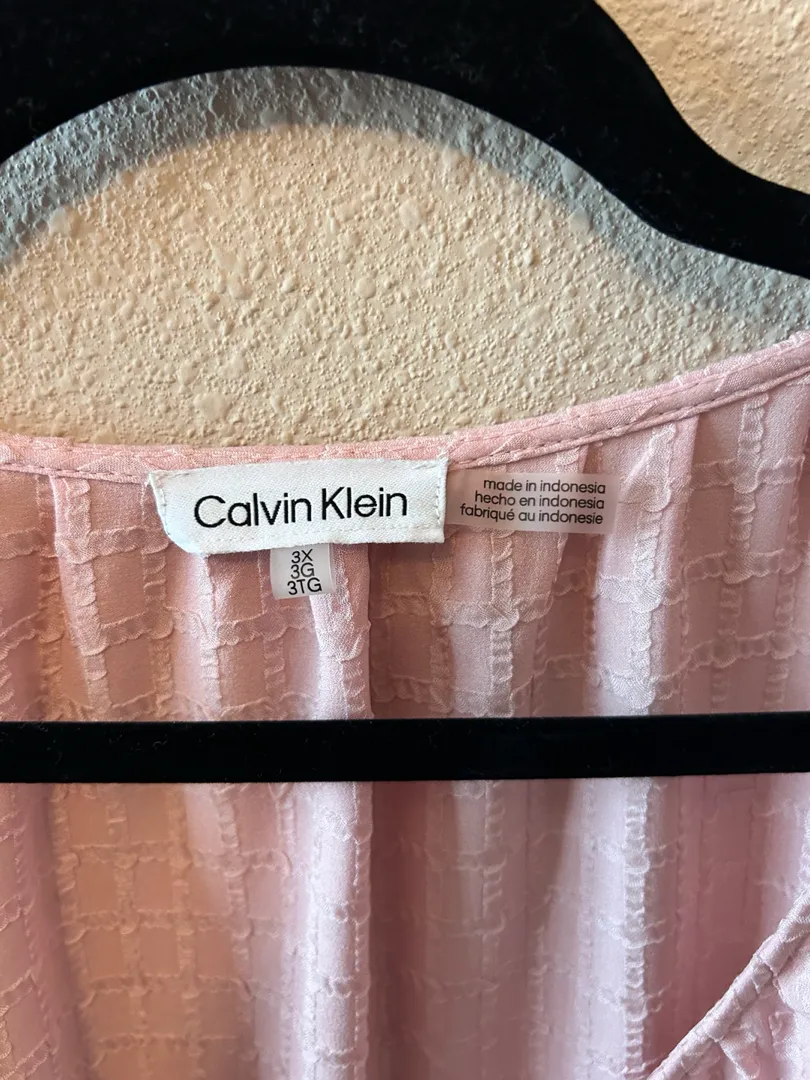 Calvin Klein
3X
3G
3TG
made in indonesia
hecho en indonesia
fabriqué au indonesie